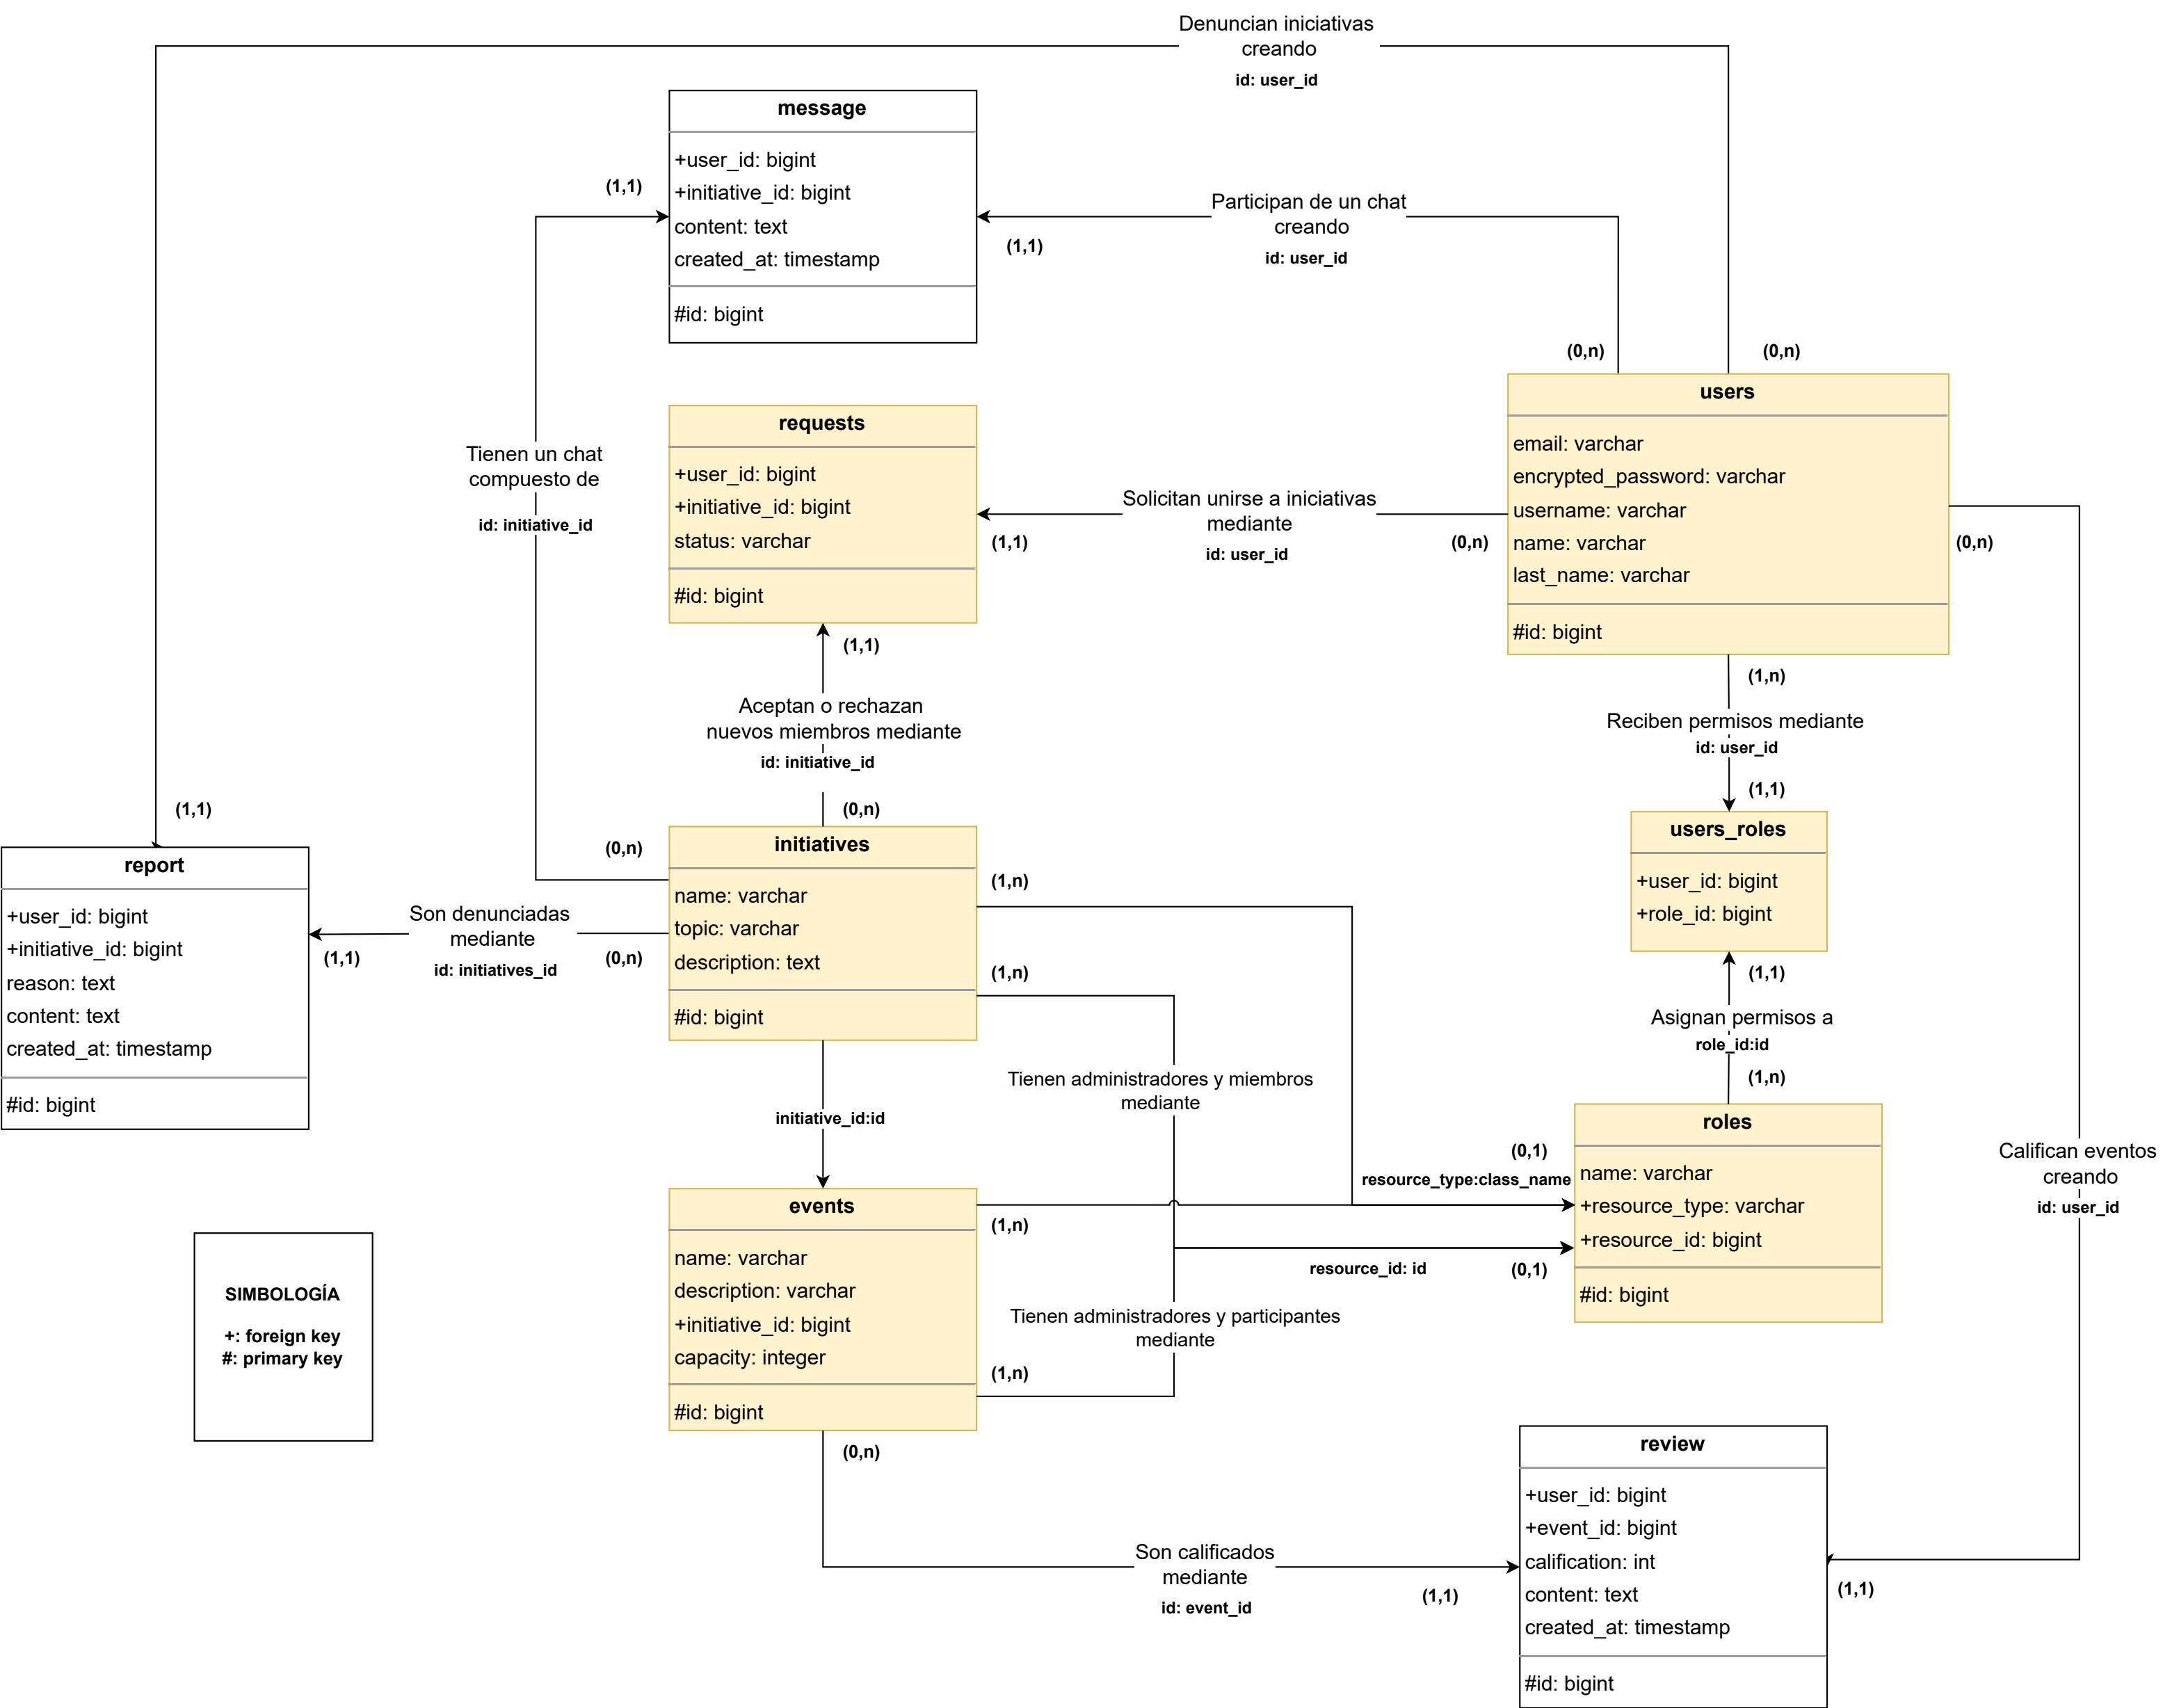 Denuncian iniciativas
creando
id: user_id
message
+user_id: bigint
+initiative_id: bigint
content: text
created_at: timestamp
#id: bigint
(1,1)
Participan de un chat
creando
id: user_id
(1,1)
(0,n)
(0,n)
users
email: varchar
encrypted_password: varchar
username: varchar
name: varchar
last_name: varchar
#id: bigint
requests
+user_id: bigint
+initiative_id: bigint
status: varchar
#id: bigint
Tienen un chat
compuesto de
id: initiative_id
Solicitan unirse a iniciativas
mediante
id: user_id
(1,1)
(0,n)
(0,n)
(1,1)
Aceptan o rechazan
nuevos miembros mediante
id: initiative_id
(0,n)
(1,n)
Reciben permisos mediante
id: user_id
(1,1)
users_roles
+user_id: bigint
+role_id: bigint
(1,1)
Asignan permisos a
role_id:id
(1,n)
(1,1)
report
+user_id: bigint
+initiative_id: bigint
reason: text
content: text
created_at: timestamp
#id: bigint
Son denunciadas
mediante
id: initiatives_id
(1,1)
(0,n)
(0,n)
initiatives
name: varchar
topic: varchar
description: text
#id: bigint
(1,n)
(1,n)
Tienen administradores y miembros
mediante
initiative_id:id
roles
name: varchar
+resource_type: varchar
+resource_id: bigint
#id: bigint
(0,1)
resource_type:class_name
resource_id: id
(0,1)
Califican eventos
creando
id: user_id
events
name: varchar
description: varchar
+initiative_id: bigint
capacity: integer
#id: bigint
(1,n)
Tienen administradores y participantes
mediante
(1,n)
(0,n)
SIMBOLOGÍA
+: foreign key
#: primary key
review
+user_id: bigint
+event_id: bigint
calification: int
content: text
created_at: timestamp
#id: bigint
Son calificados
mediante
id: event_id
(1,1)
(1,1)